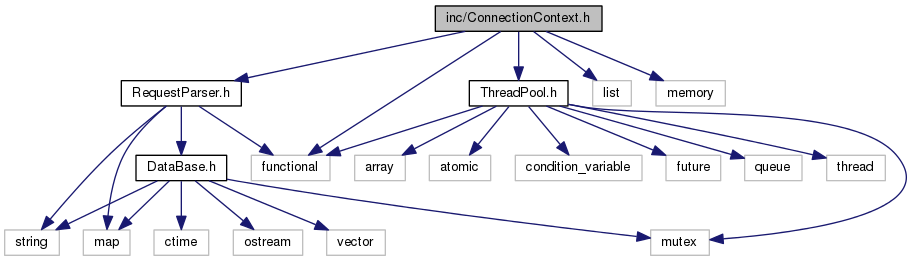 inc/ConnectionContext.h
RequestParser.h
ThreadPool.h
list
memory
DataBase.h
functional
array
atomic
condition_variable
future
queue
thread
string
map
ctime
ostream
vector
mutex